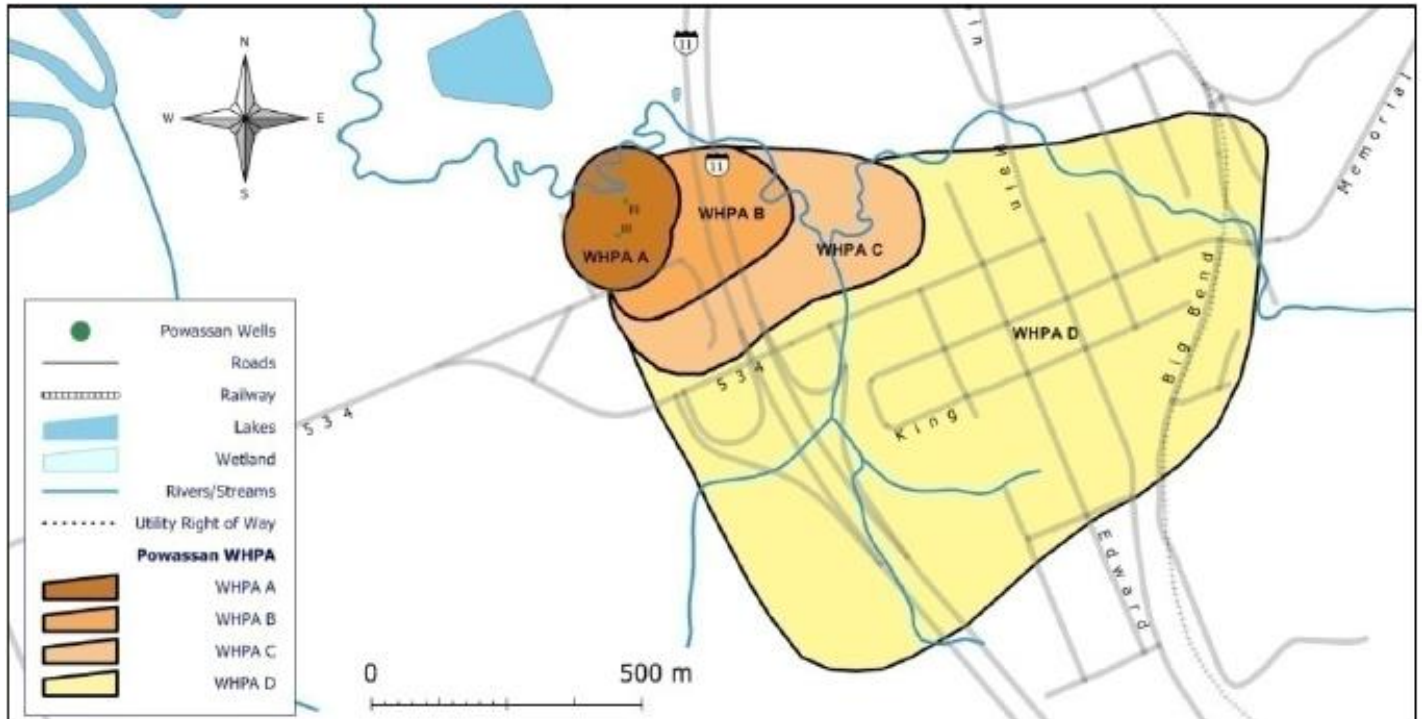 N
W E
S
11
11
Main
Memorial
WHPA A
WHPA B
WHPA C
WHPA D
Big Bend
534
534
King
Edward
Powassan Wells
Roads
Railway
Lakes
Wetland
Rivers/Streams
Utility Right of Way
Powassan WHPA
WHPA A
WHPA B
WHPA C
WHPA D
0 500 m